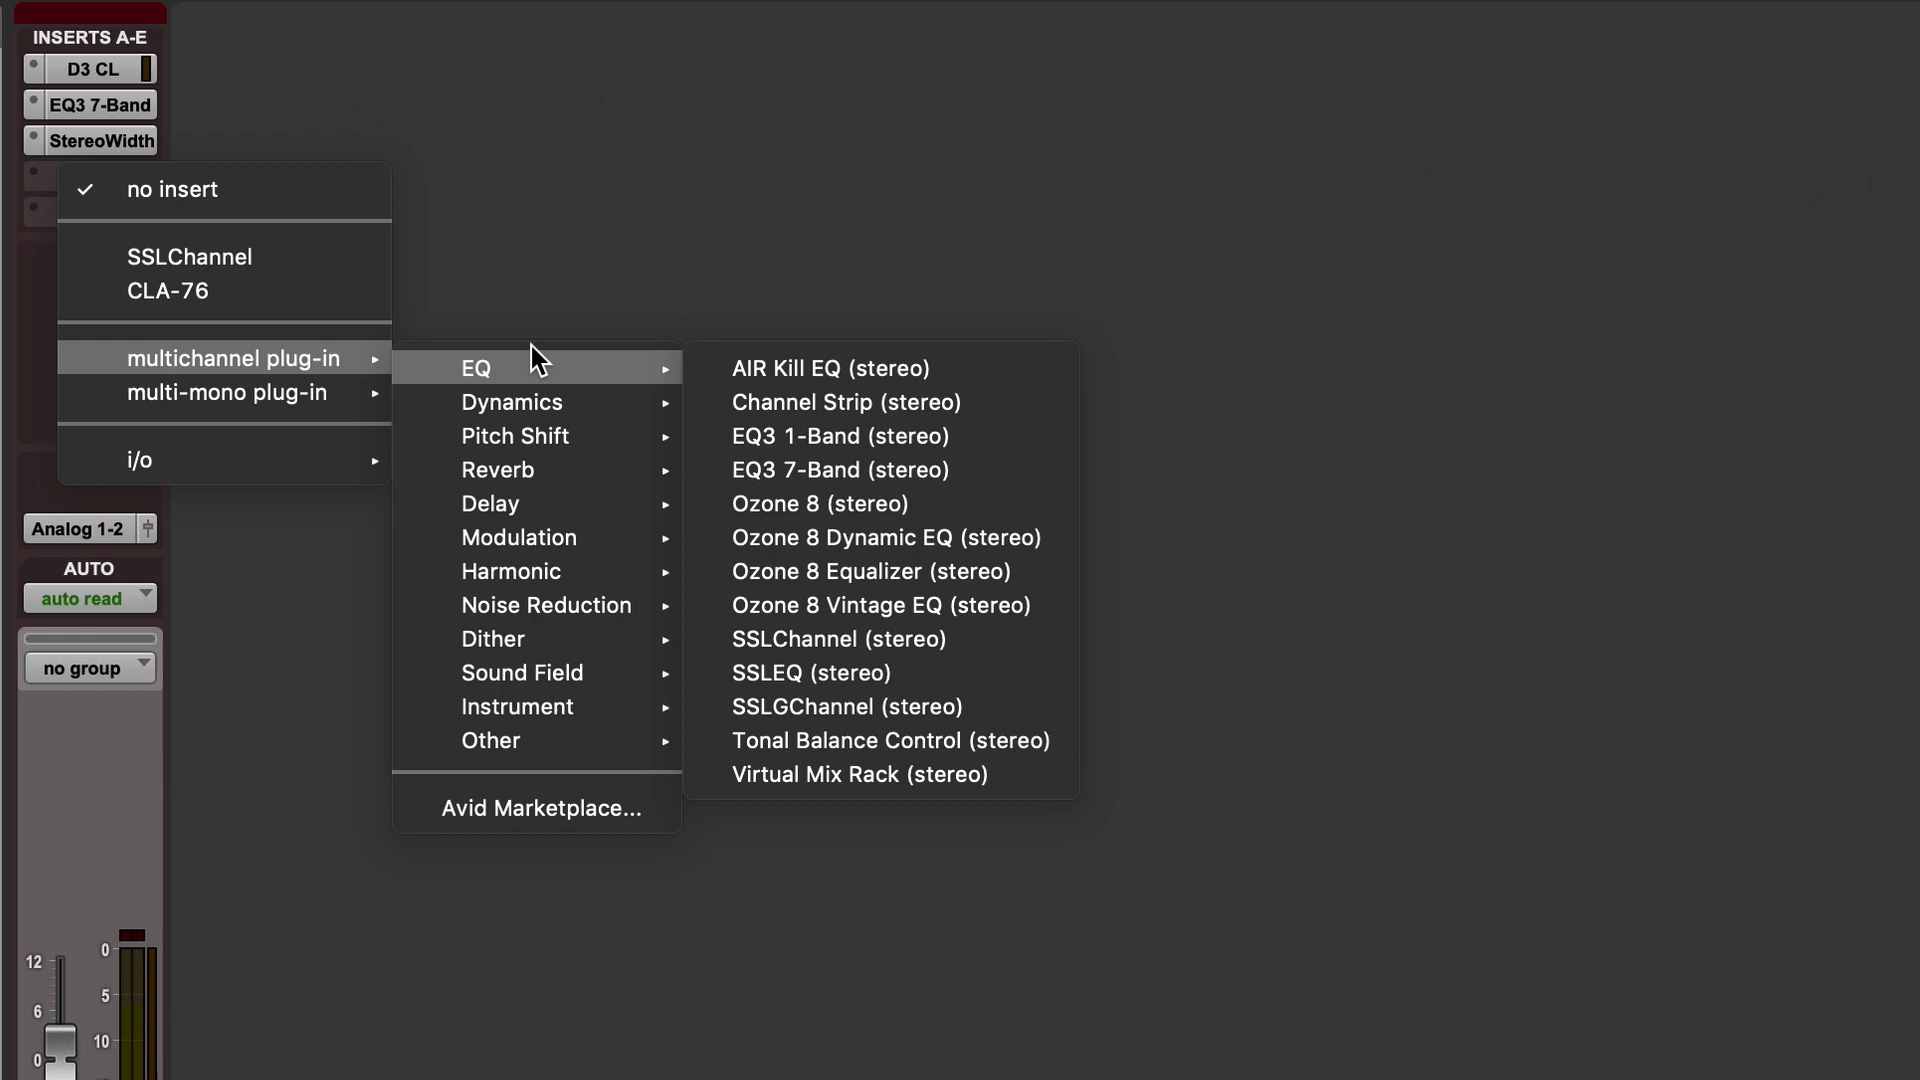 INSERTS A-E
D3 CL
EQ3 7-Band
StereoWidth
✓ no insert
SSLChannel
CLA-76
multichannel plug-in
multi-mono plug-in
i/o
EQ
Dynamics
Pitch Shift
Reverb
Delay
Modulation
Harmonic
Noise Reduction
Dither
Sound Field
Instrument
Other
Avid Marketplace...
AIR Kill EQ (stereo)
Channel Strip (stereo)
EQ3 1-Band (stereo)
EQ3 7-Band (stereo)
Ozone 8 (stereo)
Ozone 8 Dynamic EQ (stereo)
Ozone 8 Equalizer (stereo)
Ozone 8 Vintage EQ (stereo)
SSLChannel (stereo)
SSLEQ (stereo)
SSLGChannel (stereo)
Tonal Balance Control (stereo)
Virtual Mix Rack (stereo)
Analog 1-2
AUTO
auto read
no group
12
6
0
0
5
10